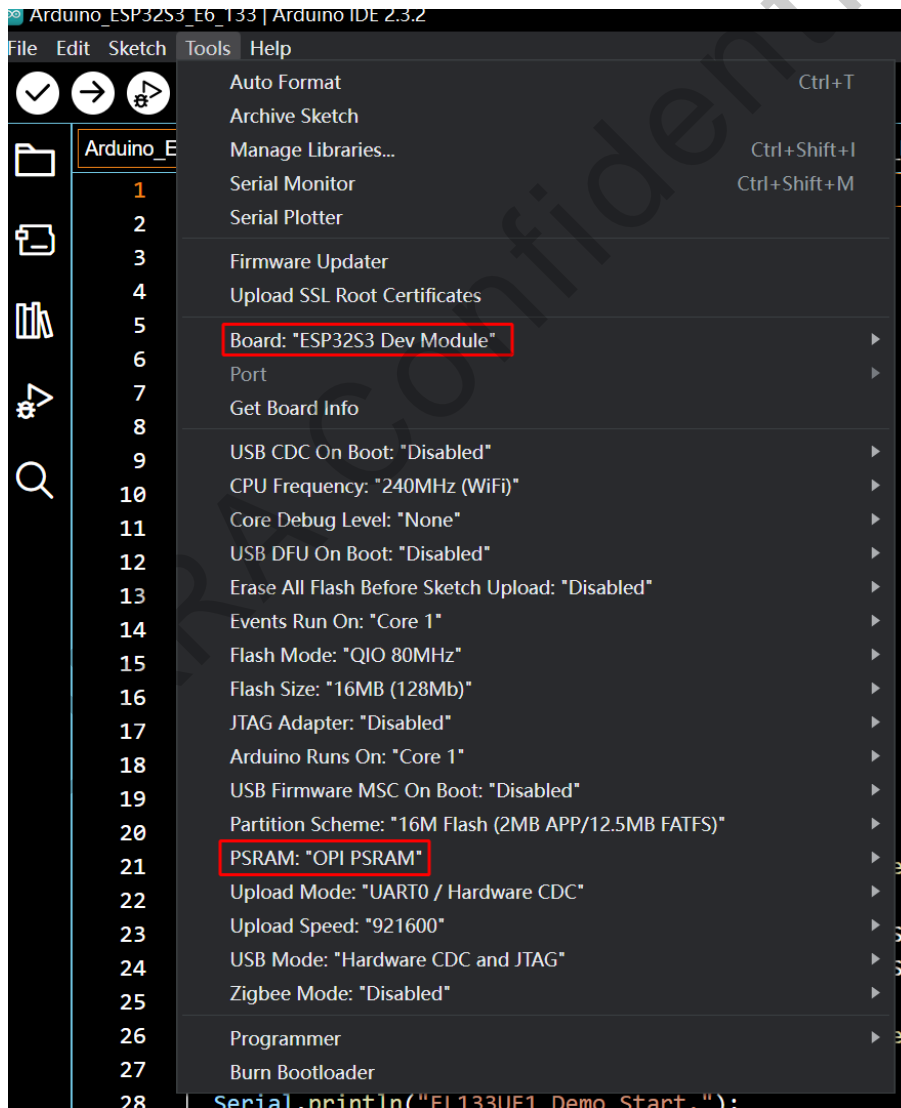 Arduino_ESP32S3_E6_T33 | Arduino IDE 2.3.2
File Edit Sketch Tools Help
Auto Format Ctrl+T
Archive Sketch
Arduino_E
Manage Libraries... Ctrl+Shift+I
1
Serial Monitor Ctrl+Shift+M
2
Serial Plotter
3
Firmware Updater
4
Upload SSL Root Certificates
5
Board: "ESP32S3 Dev Module"
6
Port
7
Get Board Info
8
9
USB CDC On Boot: "Disabled"
10
CPU Frequency: "240MHz (WiFi)"
11
Core Debug Level: "None"
12
USB DFU On Boot: "Disabled"
13
Erase All Flash Before Sketch Upload: "Disabled"
14
Events Run On: "Core 1"
15
Flash Mode: "QIO 80MHz"
16
Flash Size: "16MB (128Mb)"
17
JTAG Adapter: "Disabled"
18
Arduino Runs On: "Core 1"
19
USB Firmware MSC On Boot: "Disabled"
20
Partition Scheme: "16M Flash (2MB APP/12.5MB FATFS)"
21
PSRAM: "OPI PSRAM"
22
Upload Mode: "UART0 / Hardware CDC"
23
Upload Speed: "921600"
24
USB Mode: "Hardware CDC and JTAG"
25
Zigbee Mode: "Disabled"
26
Programmer
27
Burn Bootloader
28 Serial.println("EL133UF1 Demo Start.");
RA Confidenti